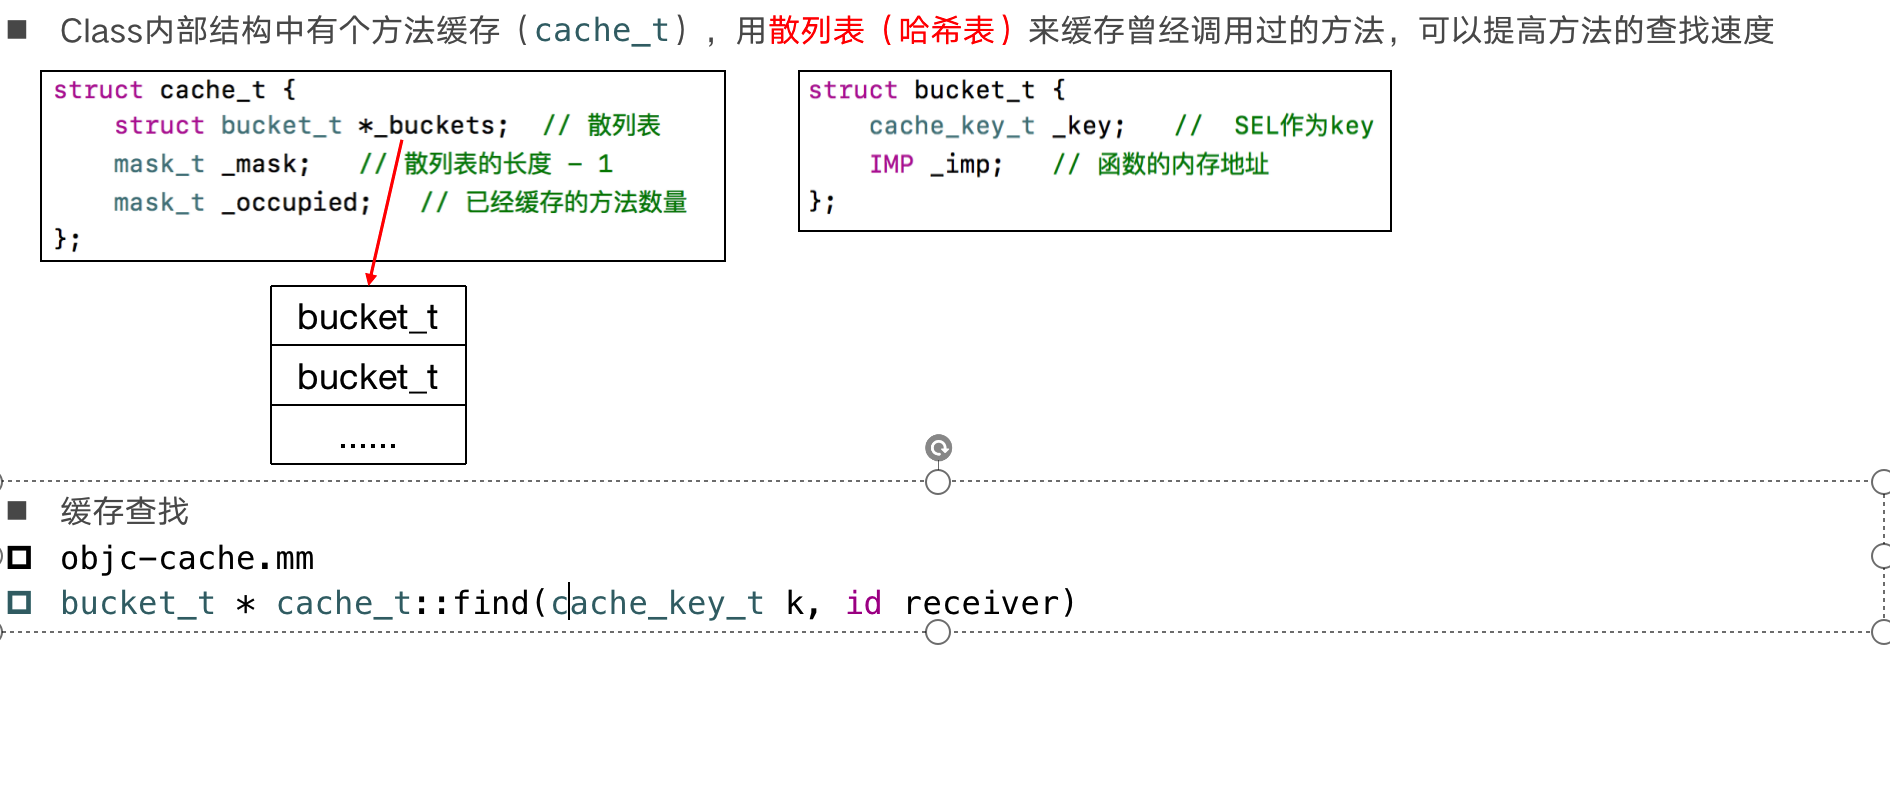 Class内部结构中有个方法缓存（cache_t），用散列表（哈希表）来缓存曾经调用过的方法，可以提高方法的查找速度
struct cache_t {
    struct bucket_t *_buckets;  // 散列表
    mask_t _mask;   // 散列表的长度 - 1
    mask_t _occupied;   // 已经缓存的方法数量
};
struct bucket_t {
    cache_key_t _key;   //  SEL作为key
    IMP _imp;   // 函数的内存地址
};
bucket_t
bucket_t
......
缓存查找
objc-cache.mm
bucket_t * cache_t::find(cache_key_t k, id receiver)